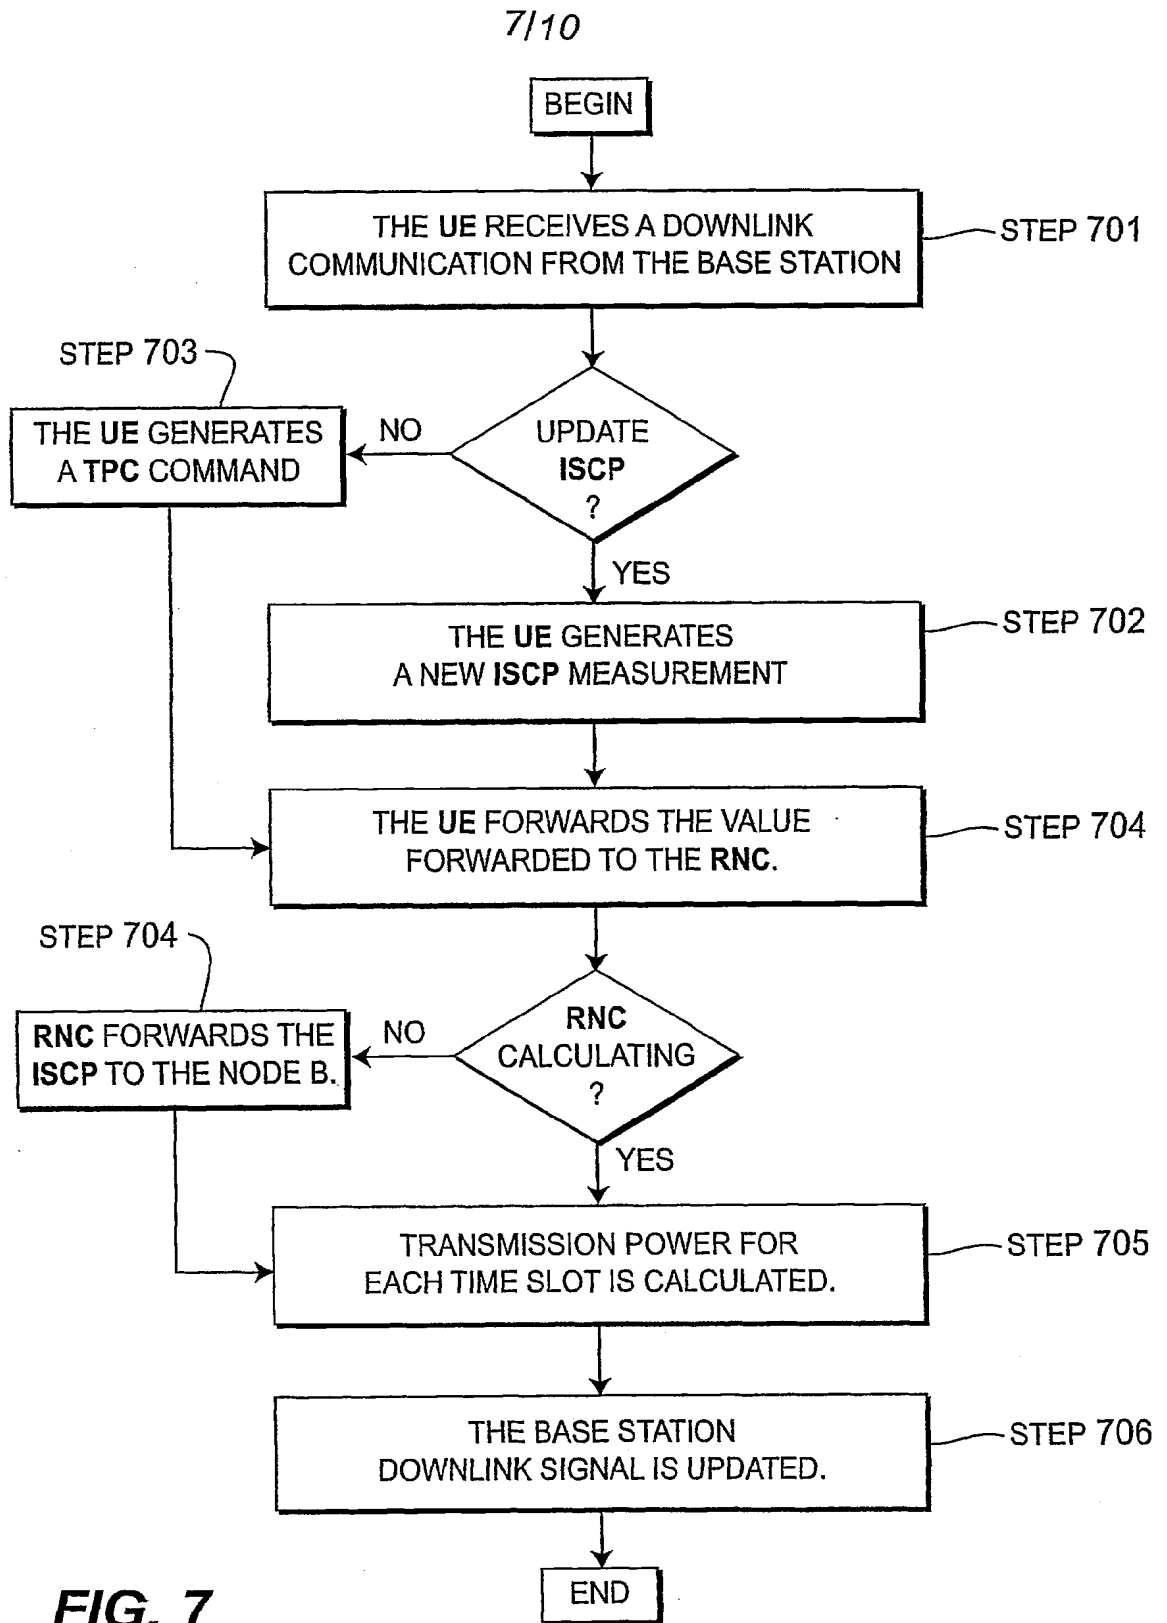 7/10
BEGIN
THE UE RECEIVES A DOWNLINK
COMMUNICATION FROM THE BASE STATION
STEP 701
STEP 703
THE UE GENERATES
A TPC COMMAND
NO
UPDATE
ISCP
?
YES
THE UE GENERATES
A NEW ISCP MEASUREMENT
STEP 702
THE UE FORWARDS THE VALUE
FORWARDED TO THE RNC.
STEP 704
STEP 704
RNC FORWARDS THE
ISCP TO THE NODE B.
NO
RNC
CALCULATING
?
YES
TRANSMISSION POWER FOR
EACH TIME SLOT IS CALCULATED.
STEP 705
THE BASE STATION
DOWNLINK SIGNAL IS UPDATED.
STEP 706
END
FIG. 7